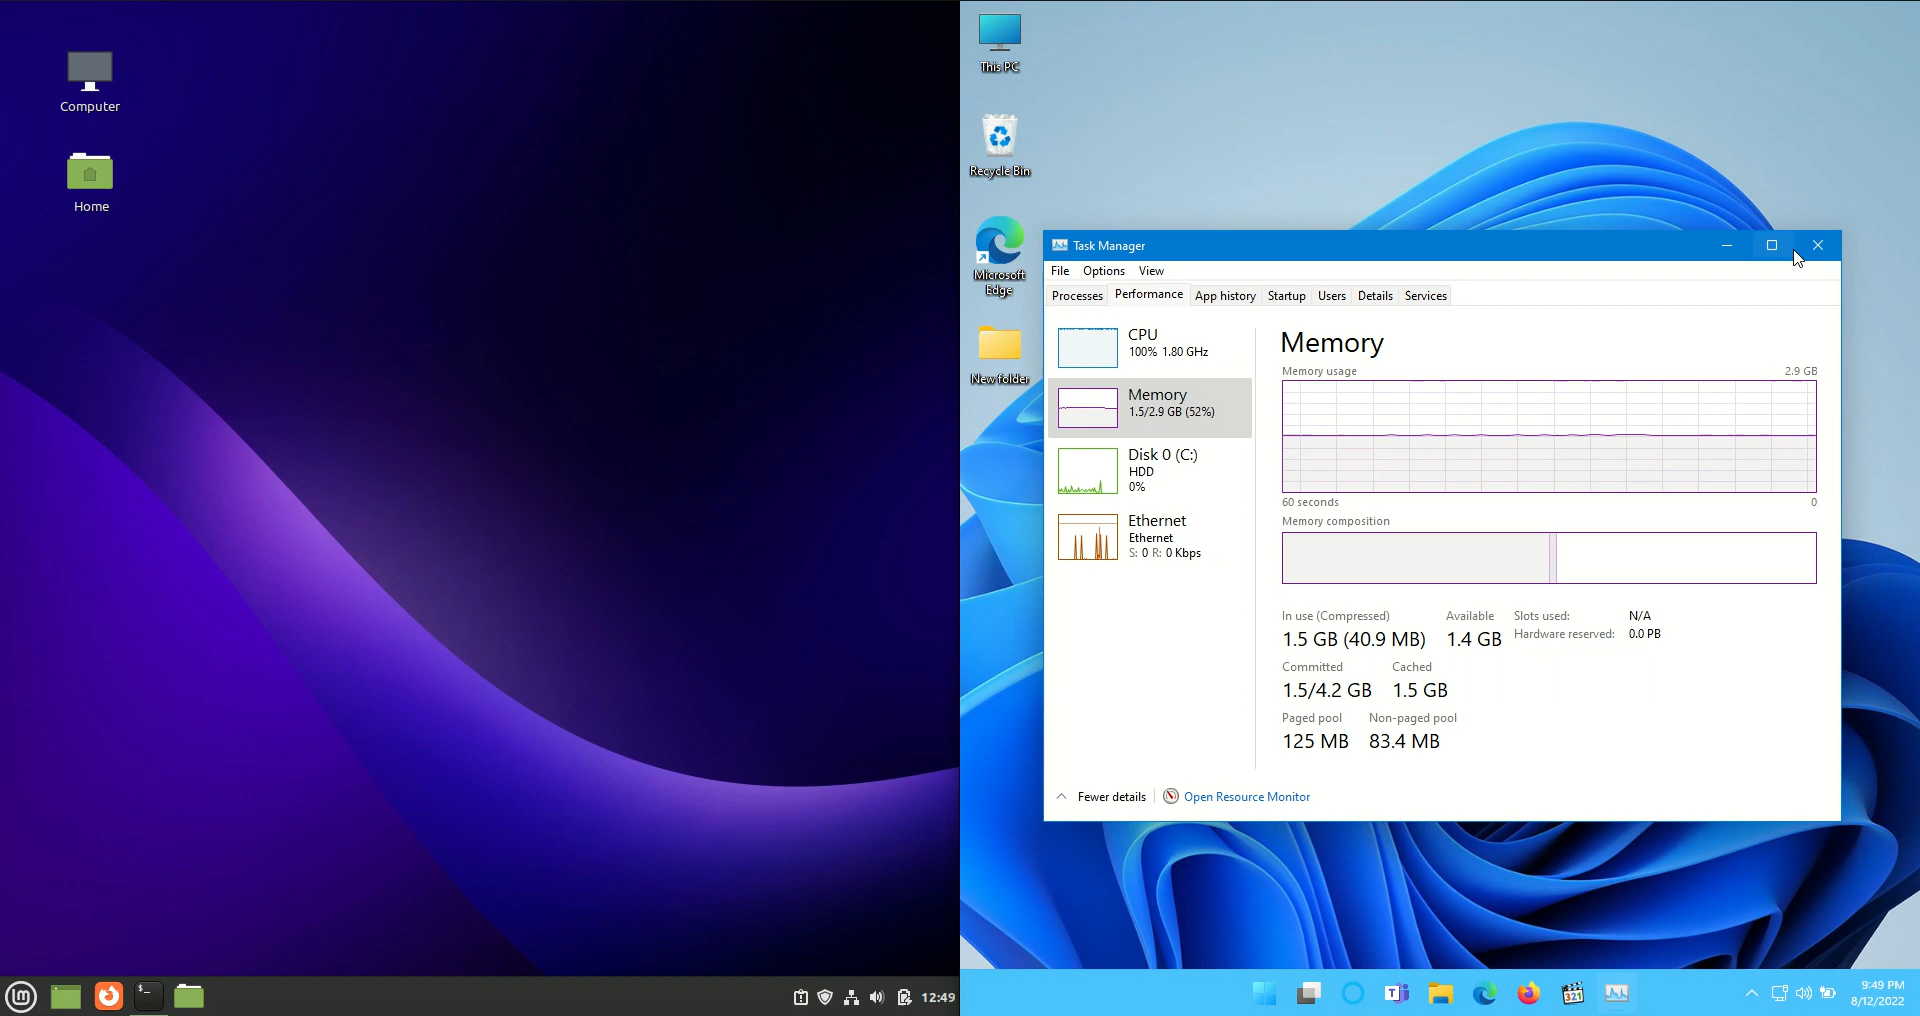 Computer
Home
12:49
This PC
Recycle Bin
Microsoft
Edge
New folder
Task Manager
File Options View
Processes Performance App history Startup Users Details Services
CPU
100% 1.80 GHz
Memory
1.5/2.9 GB (52%)
Disk 0 (C:)
HDD
0%
Ethernet
Ethernet
S: 0 R: 0 Kbps
Memory
Memory usage 2.9 GB
60 seconds 0
Memory composition
In use (Compressed) Available Slots used: N/A
1.5 GB (40.9 MB) 1.4 GB Hardware reserved: 0.0 PB
Committed Cached
1.5/4.2 GB 1.5 GB
Paged pool Non-paged pool
125 MB 83.4 MB
Fewer details Open Resource Monitor
$_
T
321
9:49 PM
8/12/2022